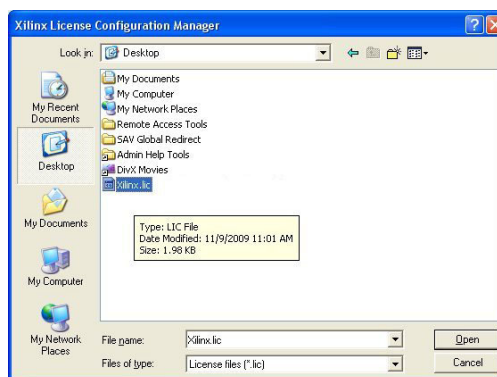 Xilinx License Configuration Manager
Look in:
Desktop
My Recent
Documents
Desktop
My Documents
My Computer
My Network
Places
My Documents
My Computer
My Network Places
Remote Access Tools
SAV Global Redirect
Admin Help Tools
DivX Movies
Xilinx.lic
Type: LIC File
Date Modified: 11/9/2009 11:01 AM
Size: 1.98 KB
File name:
Xilinx.lic
Open
Files of type:
License files (*.lic)
Cancel